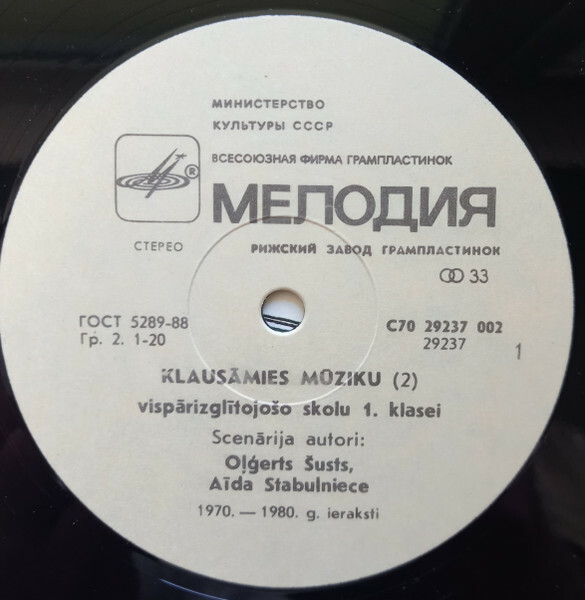 МИНИСТЕРСТВО
КУЛЬТУРЫ СССР
ВСЕСОЮЗНАЯ ФИРМА ГРАМПЛАСТИНОК
®
МЕЛОДИЯ
СТЕРЕО
РИЖСКИЙ ЗАВОД ГРАМПЛАСТИНОК
33
ГОСТ 5289-88
Гр. 2. 1-20
С70 29237 002
29237
1
KLAUSĀMIES MŪZIKU (2)
vispārizglītojošo skolu 1. klasei
Scenārija autori:
Oļģerts Šusts,
Aīda Stabulniece
1970. — 1980. g. ieraksti